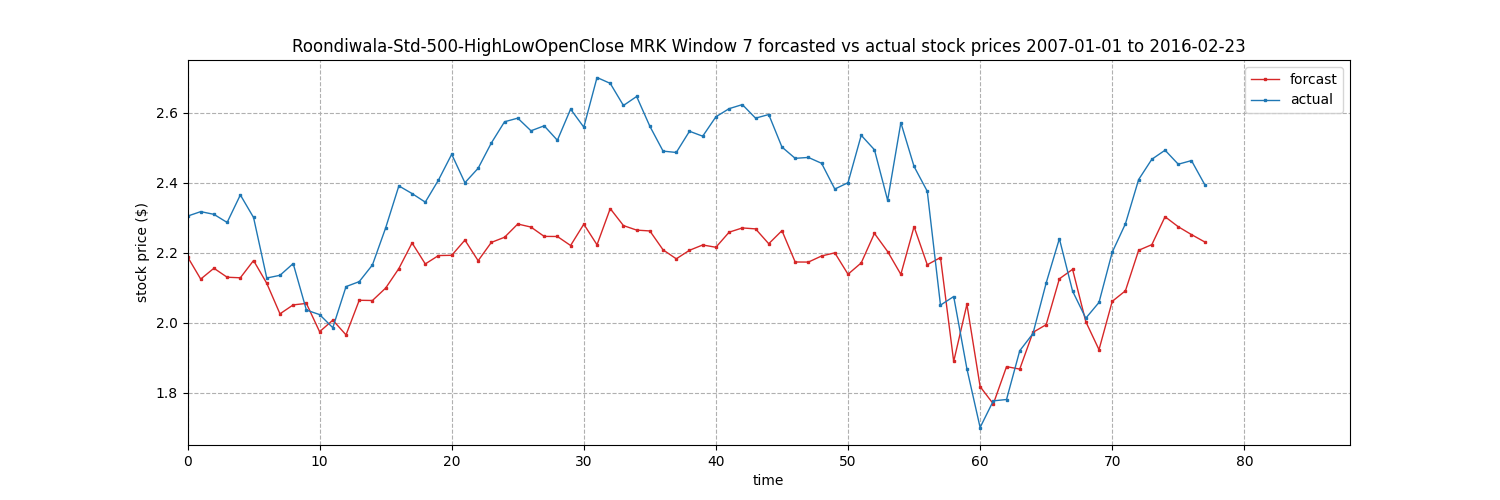 Roondiwala-Std-500-HighLowOpenClose MRK Window 7 forcasted vs actual stock prices 2007-01-01 to 2016-02-23
forcast
actual
2.6
2.4
2.2
2.0
1.8
stock price ($)
0 10 20 30 40 50 60 70 80
time